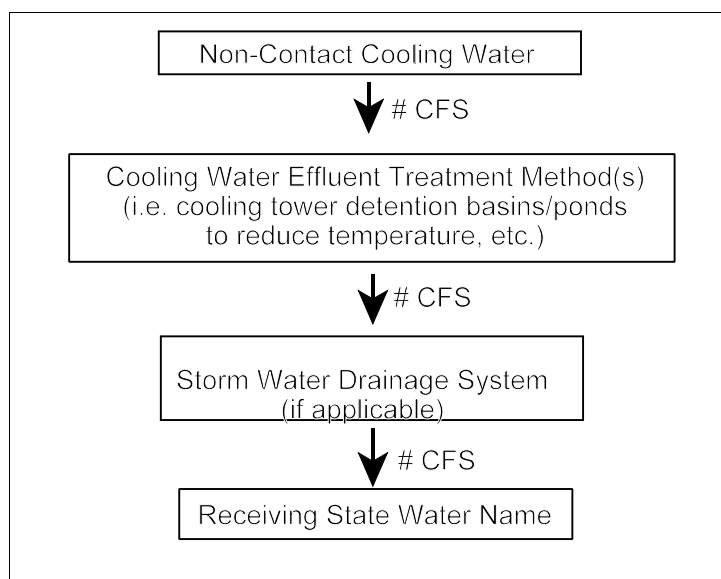 Non-Contact Cooling Water
# CFS
Cooling Water Effluent Treatment Method(s)
(i.e. cooling tower detention basins/ponds
to reduce temperature, etc.)
# CFS
Storm Water Drainage System
(if applicable)
# CFS
Receiving State Water Name